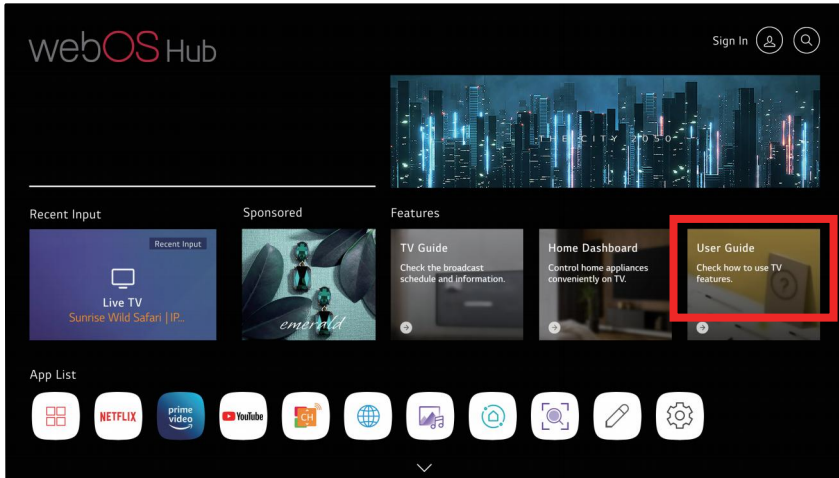 webOS Hub
Sign In
THE CITY 2050
Recent Input
Sponsored
Features
Recent Input
Live TV
Sunrise Wild Safari | IP...
emerald
TV Guide
Check the broadcast
schedule and information.
Home Dashboard
Control home appliances
conveniently on TV.
User Guide
Check how to use TV
features.
?
App List
NETFLIX
prime
video
YouTube
CH